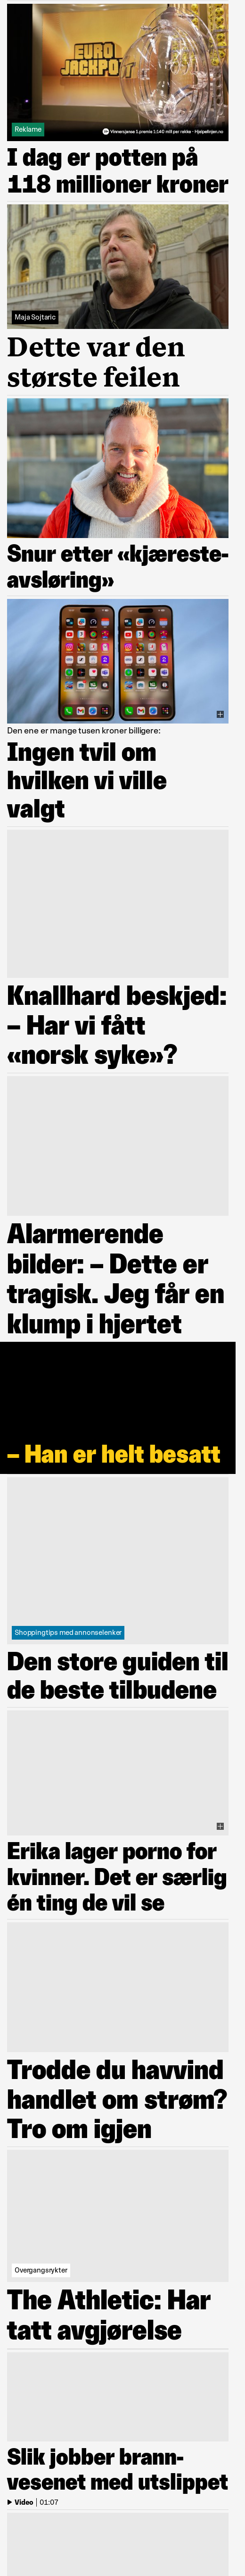 EURO
JACKPOT
Reklame
Vinnersjanse 1.premie 1:140 mill per rekke - Hjelpelinjen.no
I dag er potten på
118 millioner kroner
Maja Sojtaric
Dette var den
største feilen
Snur etter «kjæreste-
avsløring»
Den ene er mange tusen kroner billigere:
Ingen tvil om
hvilken vi ville
valgt
Knallhard beskjed:
– Har vi fått
«norsk syke»?
Alarmerende
bilder: – Dette er
tragisk. Jeg får en
klump i hjertet
– Han er helt besatt
Shoppingtips med annonselenker
Den store guiden til
de beste tilbudene
Erika lager porno for
kvinner. Det er særlig
én ting de vil se
Trodde du havvind
handlet om strøm?
Tro om igjen
Overgangsrykter
The Athletic: Har
tatt avgjørelse
Slik jobber brann-
vesenet med utslippet
Video | 01:07